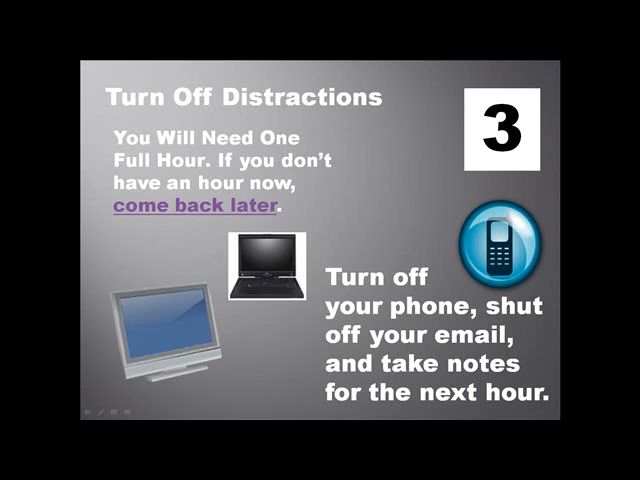 Turn Off Distractions
3
You Will Need One
Full Hour. If you don’t
have an hour now,
come back later.
Turn off
your phone, shut
off your email,
and take notes
for the next hour.